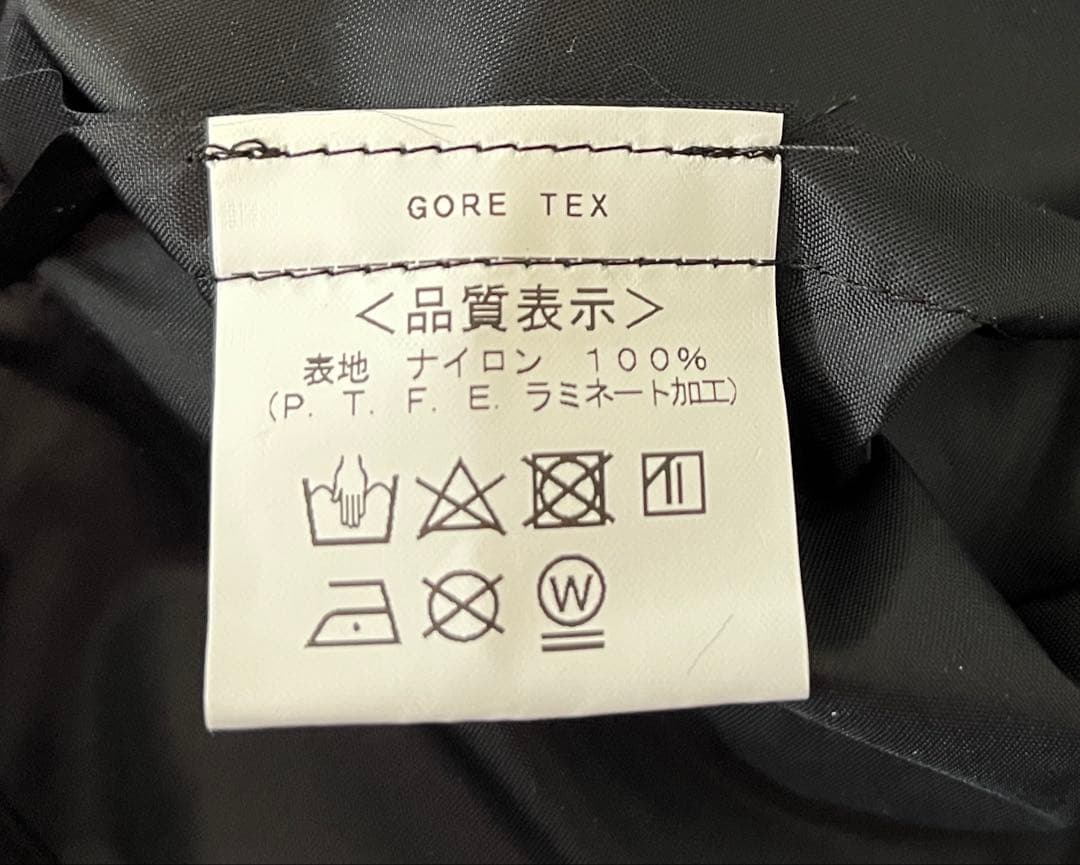 GORE TEX
＜品質表示＞
表地 ナイロン １００％
（P. T. F. E. ラミネート加工）
W